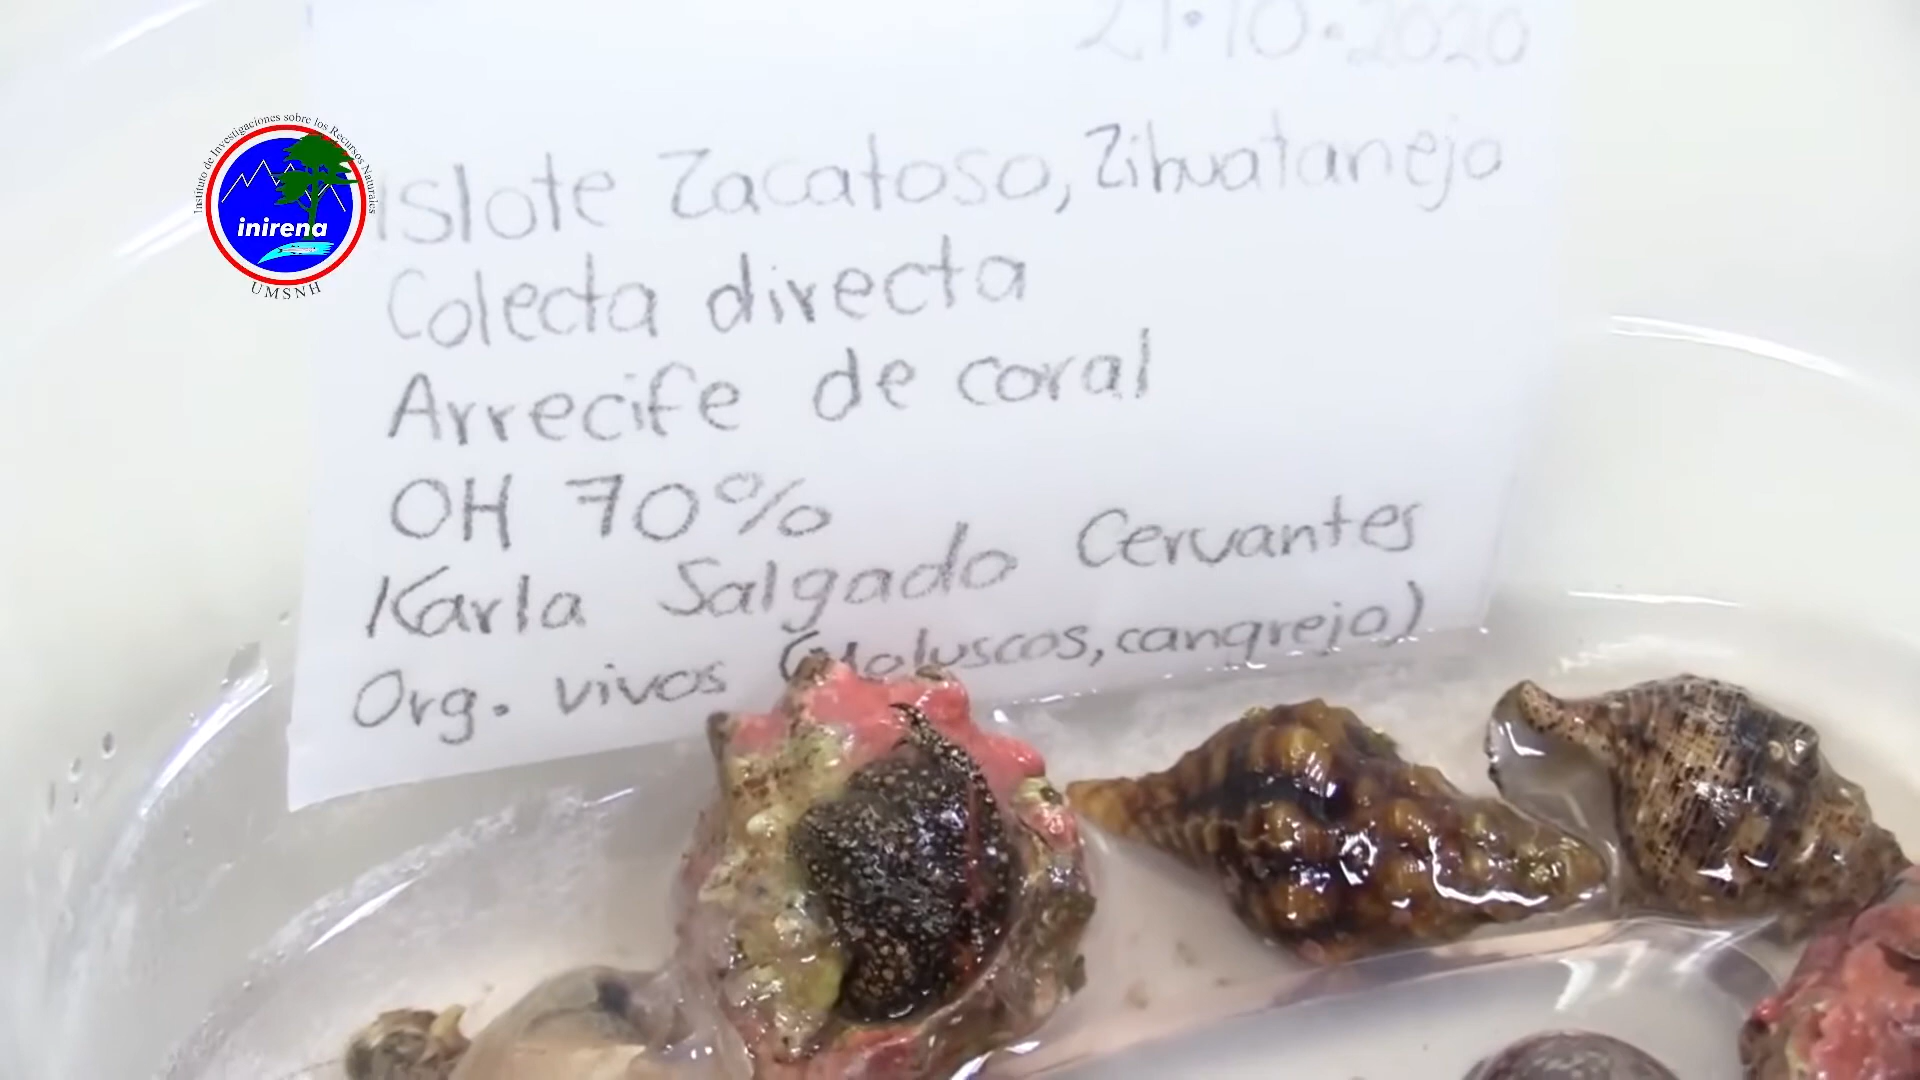 21·10·2020
Instituto de Investigaciones sobre los Recursos Naturales
inirena
UMSNH
Islote Zacatoso, Zihuatanejo
Colecta directa
Arrecife de coral
OH 70%
Karla Salgado Cervantes
Org. vivos (Moluscos, cangrejo)